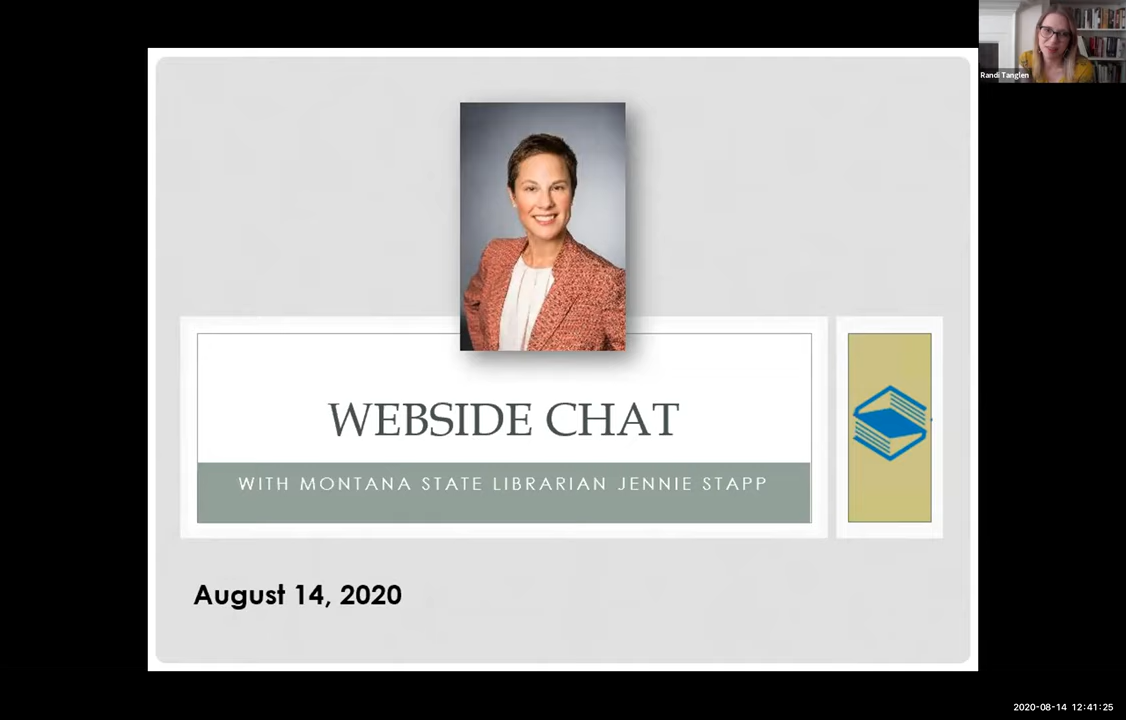 Randi Tanglen
WEBSIDE CHAT
WITH MONTANA STATE LIBRARIAN JENNIE STAPP
August 14, 2020
2020-08-14 12:41:25